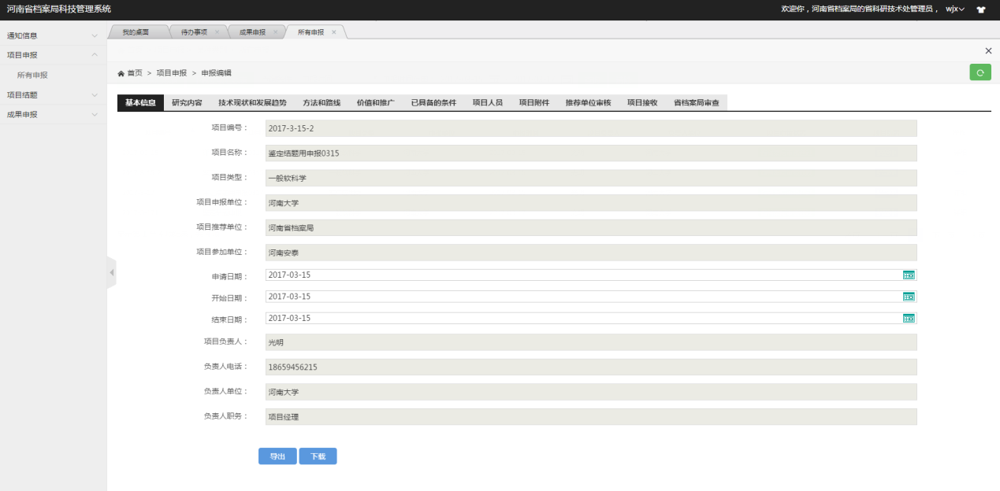 河南省档案局科技管理系统 欢迎你，河南省档案局的省科研技术处管理员， wjx
通知信息 我的桌面 待办事项 × 成果申报 × 所有申报 ×
项目申报
所有申报
项目结题
成果申报
首页 > 项目申报 > 申报编辑
基本信息 研究内容 技术现状和发展趋势 方法和路线 价值和推广 已具备的条件 项目人员 项目附件 推荐单位审核 项目接收 省档案局审查
项目编号： 2017-3-15-2
项目名称： 鉴定结题用申报0315
项目类型： 一般软科学
项目申报单位： 河南大学
项目推荐单位： 河南省档案局
项目参加单位： 河南安泰
申请日期： 2017-03-15
开始日期： 2017-03-15
结束日期： 2017-03-15
项目负责人： 光明
负责人电话： 18659456215
负责人单位： 河南大学
负责人职务： 项目经理
导出 下载